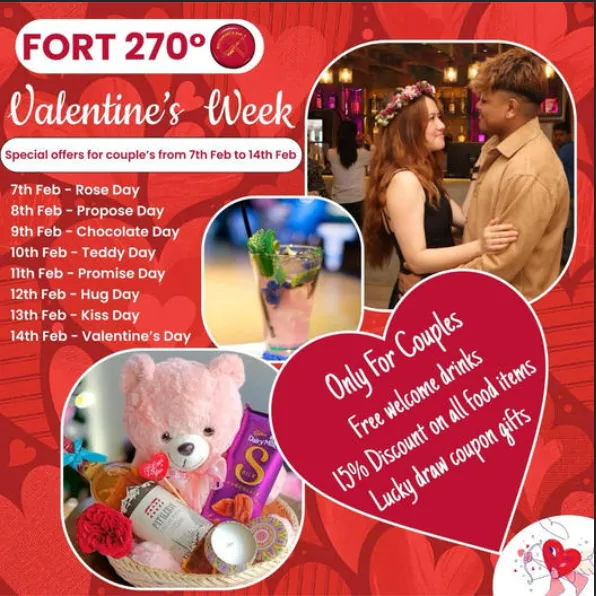 FORT 270°
Valentine's Week
Special offers for couple's from 7th Feb to 14th Feb
7th Feb - Rose Day
8th Feb - Propose Day
9th Feb - Chocolate Day
10th Feb - Teddy Day
11th Feb - Promise Day
12th Feb - Hug Day
13th Feb - Kiss Day
14th Feb - Valentine's Day
Only For Couples
Free welcome drinks
15% Discount on all Food items
Lucky draw coupon gifts
Dairy Milk
S